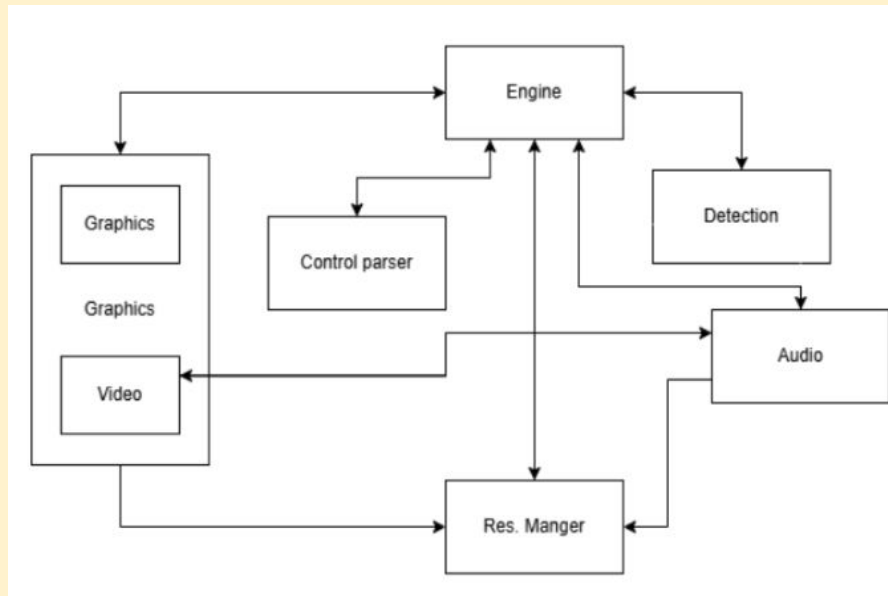 Engine
Graphics
Detection
Control parser
Graphics
Audio
Video
Res. Manger